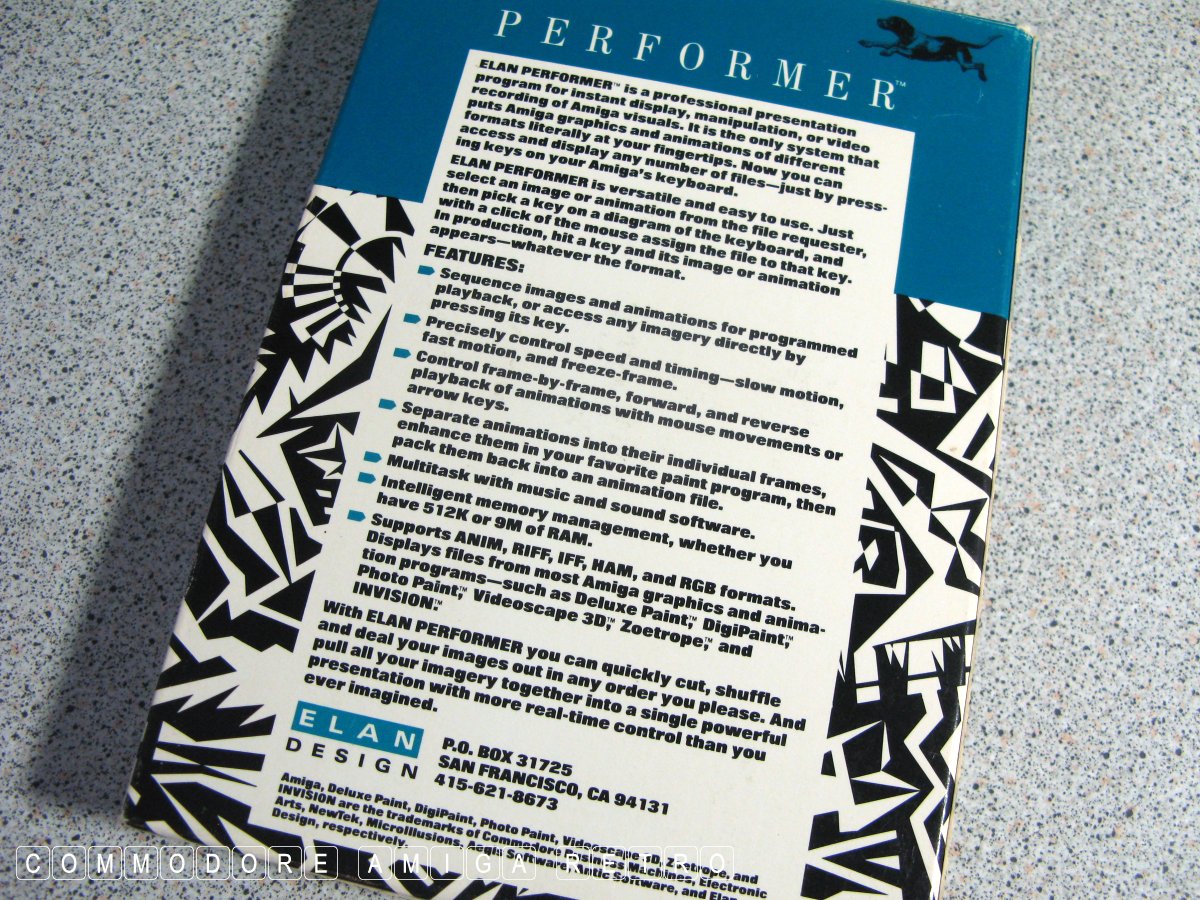 PERFORMER™
ELAN PERFORMER™ is a professional presentation
program for instant display, manipulation, or video
recording of Amiga visuals. It is the only system that
puts Amiga graphics and animations of different
formats literally at your fingertips. Now you can
access and display any number of files—just by press-
ing keys on your Amiga's keyboard.
ELAN PERFORMER is versatile and easy to use. Just
select an image or animation from the file requester,
then pick a key on a diagram of the keyboard, and
with a click of the mouse assign the file to that key.
In production, hit a key and its image or animation
appears—whatever the format.
FEATURES:
Sequence images and animations for programmed
playback, or access any imagery directly by
pressing its key.
Precisely control speed and timing—slow motion,
fast motion, and freeze-frame.
Control frame-by-frame, forward, and reverse
playback of animations with mouse movements or
arrow keys.
Separate animations into their individual frames,
enhance them in your favorite paint program, then
pack them back into an animation file.
Multitask with music and sound software.
Intelligent memory management, whether you
have 512K or 9M of RAM.
Supports ANIM, RIFF, IFF, HAM, and RGB formats.
Displays files from most Amiga graphics and anima-
tion programs—such as Deluxe Paint,™ DigiPaint,™
Photo Paint,™ Videoscape 3D,™ Zoetrope,™ and
INVISION.™
With ELAN PERFORMER you can quickly cut, shuffle
and deal your images out in any order you please. And
pull all your imagery together into a single powerful
presentation with more real-time control than you
ever imagined.
ELAN
DESIGN
P.O. BOX 31725
SAN FRANCISCO, CA 94131
415-621-8673
Amiga, Deluxe Paint, DigiPaint, Photo Paint, Videoscape 3D, Zoetrope, and
INVISION are the trademarks of Commodore Business Machines, Electronic
Arts, NewTek, MicroIllusions, Software, and Elan
Design, respectively.
COMMODORE AMIGA RETRO